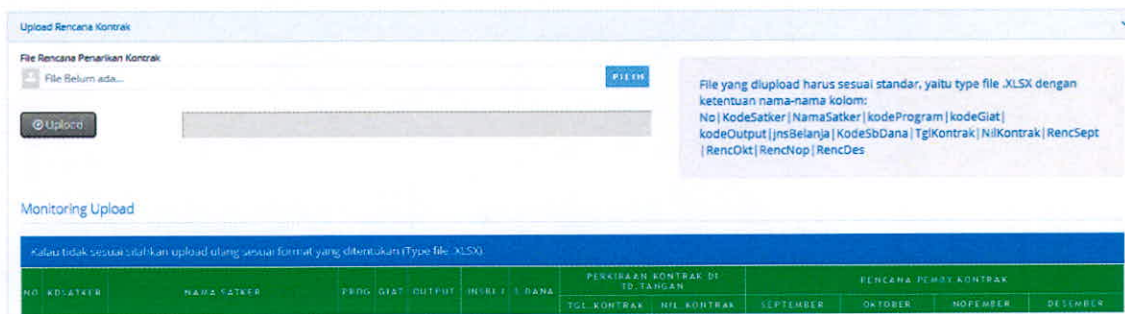 Upload Rencana Kontrak
File Rencana Penarikan Kontrak
File Belum ada...
PILIH
Upload
File yang diupload harus sesuai standar, yaitu type file .XLSX dengan
ketentuan nama-nama kolom:
No|KodeSatker|NamaSatker|kodeProgram|kodeGiat|
kodeOutput|jnsBelanja|KodeSbDana|TglKontrak|NilKontrak|RencSept
|RencOkt|RencNop|RencDes
Monitoring Upload
Kalau tidak sesuai silahkan upload ulang sesuai format yang ditentukan (Type file .XLSX)
PERKIRAAN KONTRAK DI TD.TANGAN
RENCANA PEMBY KONTRAK
NO KDSATKER NAMA SATKER PROG GIAT OUTPUT JNSBEL S.DANA
TGL.KONTRAK NIL.KONTRAK SEPTEMBER OKTOBER NOPEMBER DESEMBER